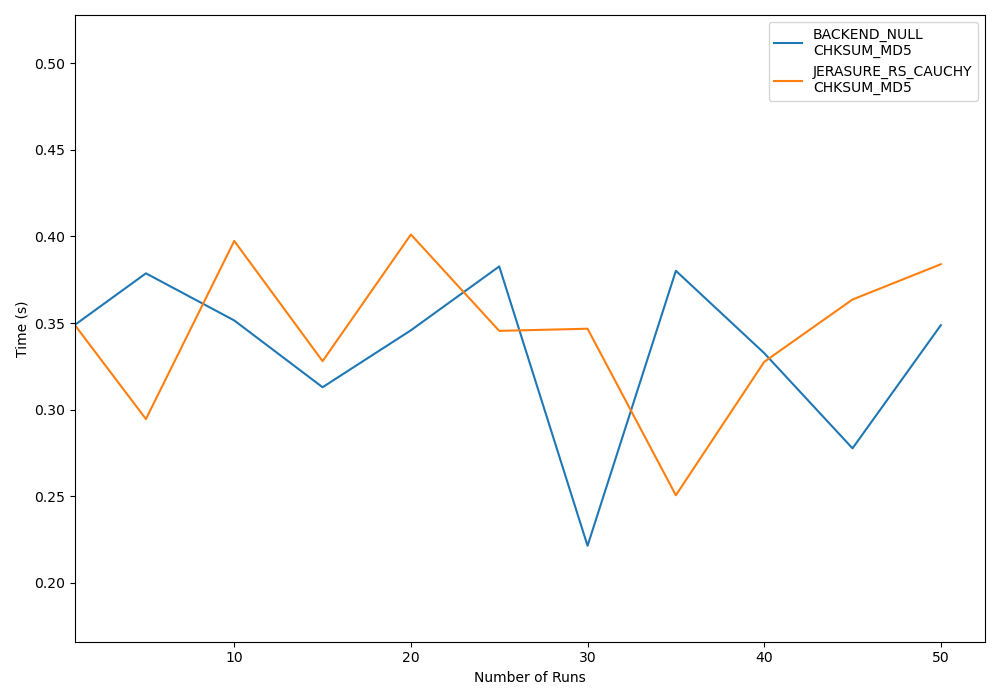 BACKEND_NULL
CHKSUM_MD5
JERASURE_RS_CAUCHY
CHKSUM_MD5
0.50
0.45
0.40
0.35
0.30
0.25
0.20
Time (s)
10 20 30 40 50
Number of Runs